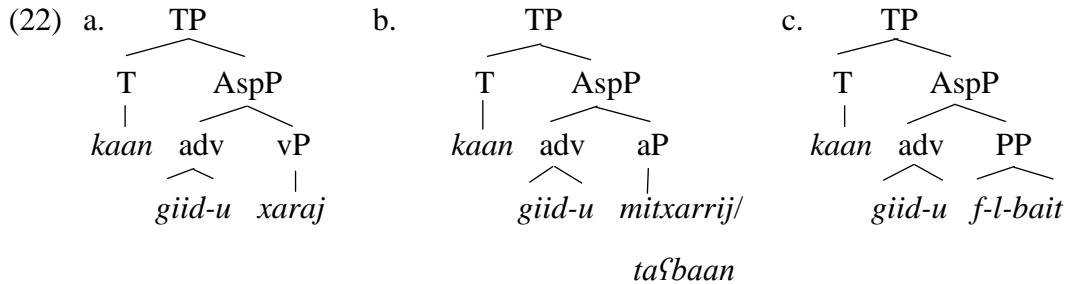 (22) a. TP b. TP c. TP
T AspP T AspP T AspP
kaan adv vP kaan adv aP kaan adv PP
giid-u xaraj giid-u mitxarrij/ giid-u f-l-bait
taʕbaan